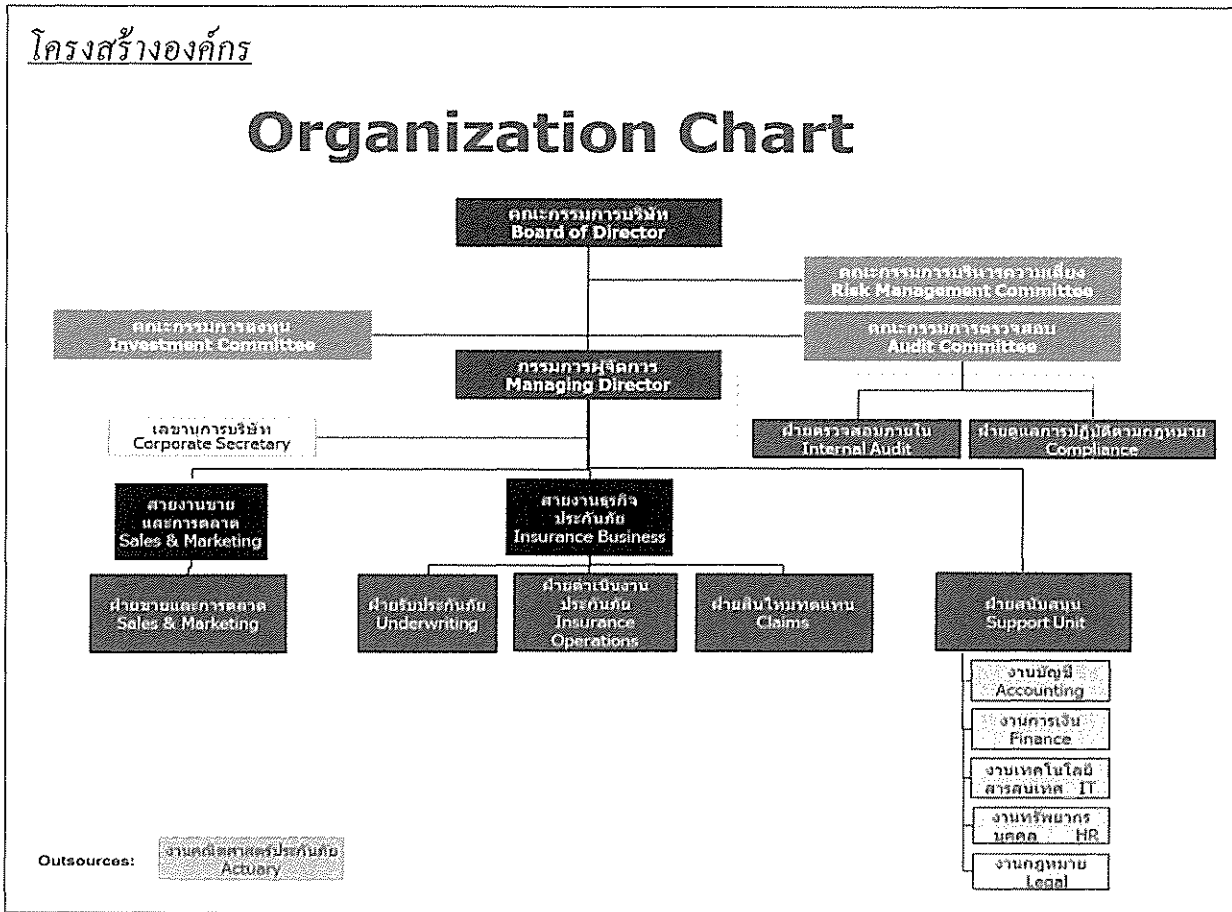 โครงสร้างองค์กร
Organization Chart
คณะกรรมการบริษัท
Board of Director
คณะกรรมการบริหารความเสี่ยง
Risk Management Committee
คณะกรรมการลงทุน
Investment Committee
คณะกรรมการตรวจสอบ
Audit Committee
กรรมการผู้จัดการ
Managing Director
เลขานุการบริษัท
Corporate Secretary
ฝ่ายตรวจสอบภายใน
Internal Audit
ฝ่ายดูแลการปฏิบัติตามกฎหมาย
Compliance
สายงานขาย
และการตลาด
Sales & Marketing
สายงานธุรกิจ
ประกันภัย
Insurance Business
ฝ่ายขายและการตลาด
Sales & Marketing
ฝ่ายรับประกันภัย
Underwriting
ฝ่ายดำเนินงาน
ประกันภัย
Insurance
Operations
ฝ่ายสินไหมทดแทน
Claims
ฝ่ายสนับสนุน
Support Unit
งานบัญชี
Accounting
งานการเงิน
Finance
งานเทคโนโลยี
สารสนเทศ IT
งานทรัพยากร
บุคคล HR
งานกฎหมาย
Legal
Outsources:
งานคณิตศาสตร์ประกันภัย
Actuary